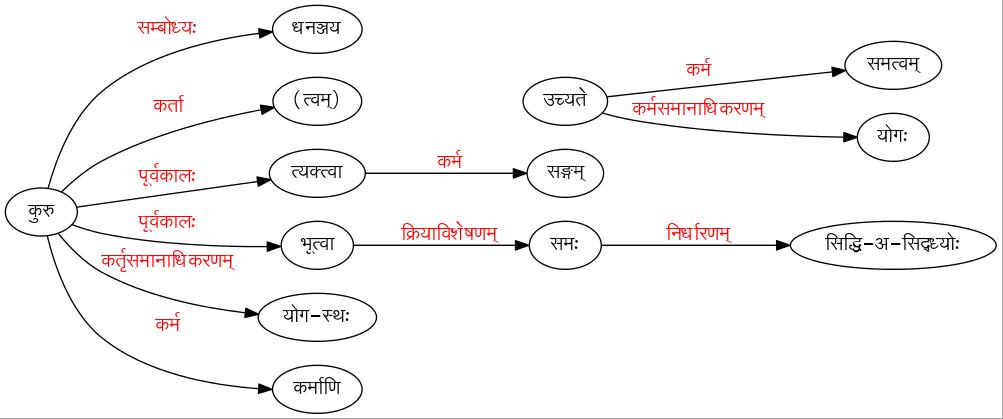 सम्बोध्यः
धनञ्जय
कर्ता
(त्वम्)
पूर्वकालः
त्यक्त्वा
कर्म
सङ्गम्
कुरु
पूर्वकालः
भूत्वा
क्रियाविशेषणम्
समः
निर्धारणम्
सिद्धि-अ-सिद्ध्योः
कर्तृसमानाधिकरणम्
योग-स्थः
कर्म
कर्माणि
उच्यते
कर्म
समत्वम्
कर्मसमानाधिकरणम्
योगः